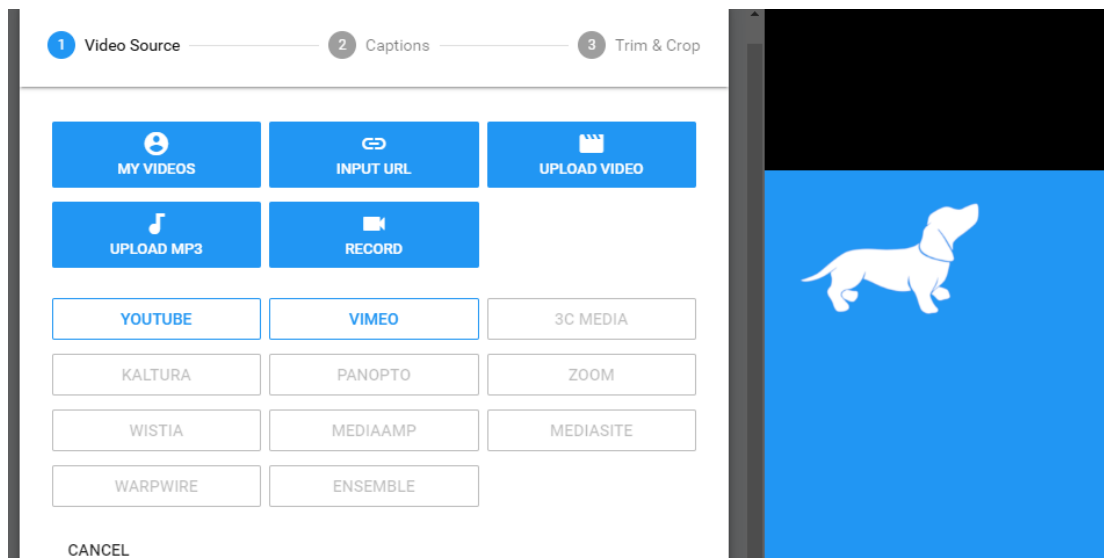 1 Video Source 2 Captions 3 Trim & Crop
MY VIDEOS INPUT URL UPLOAD VIDEO
UPLOAD MP3 RECORD
YOUTUBE VIMEO 3C MEDIA
KALTURA PANOPTO ZOOM
WISTIA MEDIAAMP MEDIASITE
WARPWIRE ENSEMBLE
CANCEL